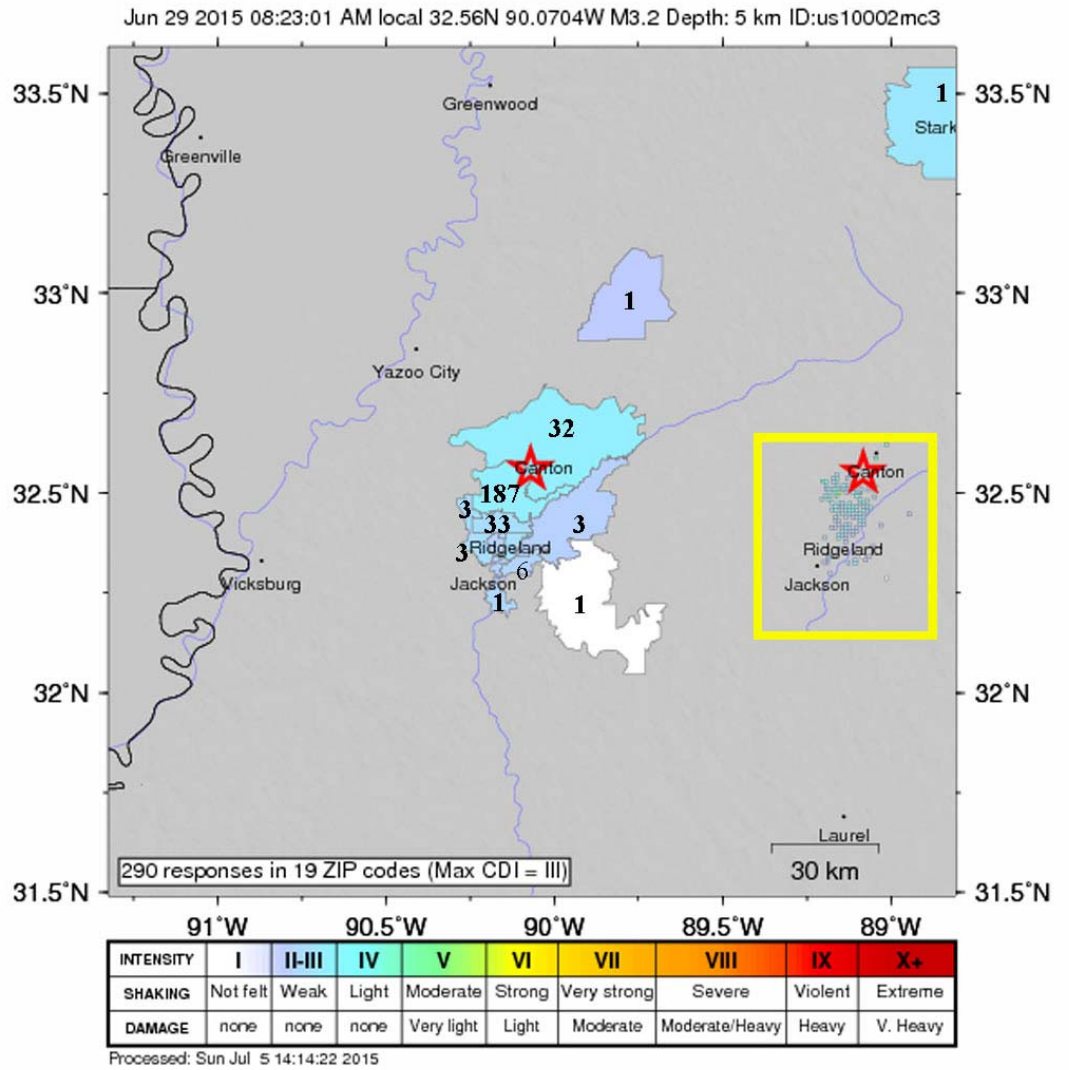 Jun 29 2015 08:23:01 AM local 32.56N 90.0704W M3.2 Depth: 5 km ID:us10002mc3
33.5˚N 1 33.5˚N
Greenwood
Stark
Greenville
33˚N 1 33˚N
Yazoo City
32
Canton Canton
32.5˚N 187 32.5˚N
3
33 3
3 Ridgeland Ridgeland
6
Vicksburg Jackson Jackson
1 1
32˚N 32˚N
Laurel
290 responses in 19 ZIP codes (Max CDI = III) 30 km
31.5˚N 31.5˚N
91˚W 90.5˚W 90˚W 89.5˚W 89˚W
INTENSITY I II-III IV V VI VII VIII IX X+
SHAKING Not felt Weak Light Moderate Strong Very strong Severe Violent Extreme
DAMAGE none none none Very light Light Moderate Moderate/Heavy Heavy V. Heavy
Processed: Sun Jul 5 14:14:22 2015